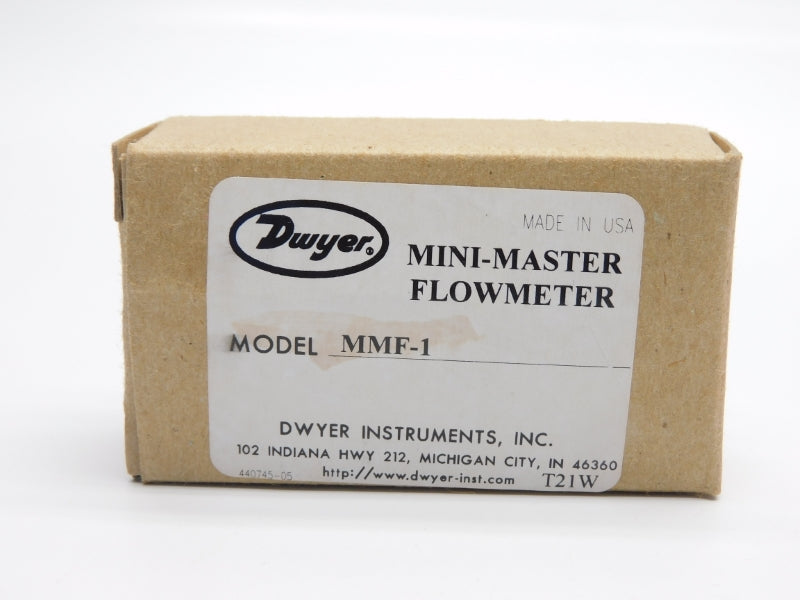 Dwyer®
MADE IN USA
MINI-MASTER
FLOWMETER
MODEL MMF-1
DWYER INSTRUMENTS, INC.
102 INDIANA HWY 212, MICHIGAN CITY, IN 46360
440745-05 http://www.dwyer-inst.com T21W